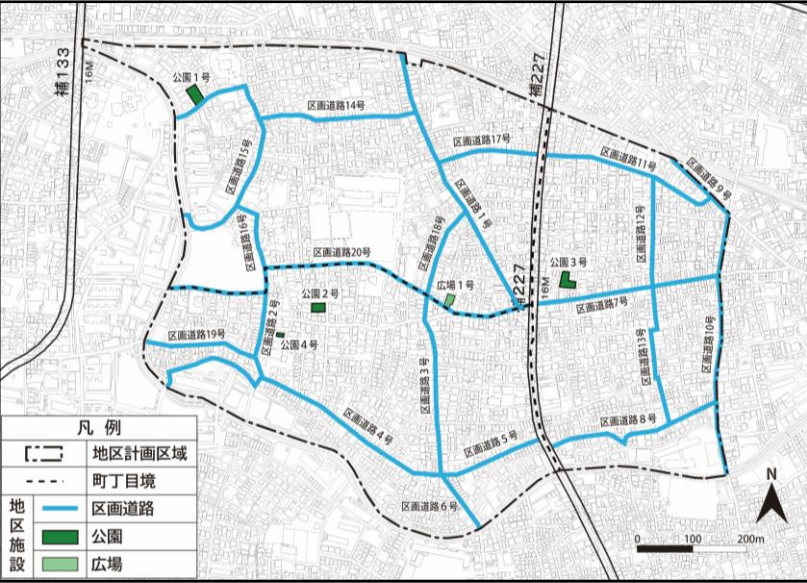 補133
16M
公園1号
区画道路14号
区画道路15号
区画道路16号
区画道路20号
公園2号
公園4号
区画道路2号
区画道路19号
区画道路4号
区画道路3号
区画道路18号
広場1号
区画道路1号
区画道路17号
補227
区画道路11号
区画道路9号
区画道路12号
公園3号
227
16M
区画道路7号
区画道路13号
区画道路10号
区画道路8号
区画道路5号
区画道路6号
凡例
地区計画区域
町丁目境
地区施設
区画道路
公園
広場
N
0 100 200m